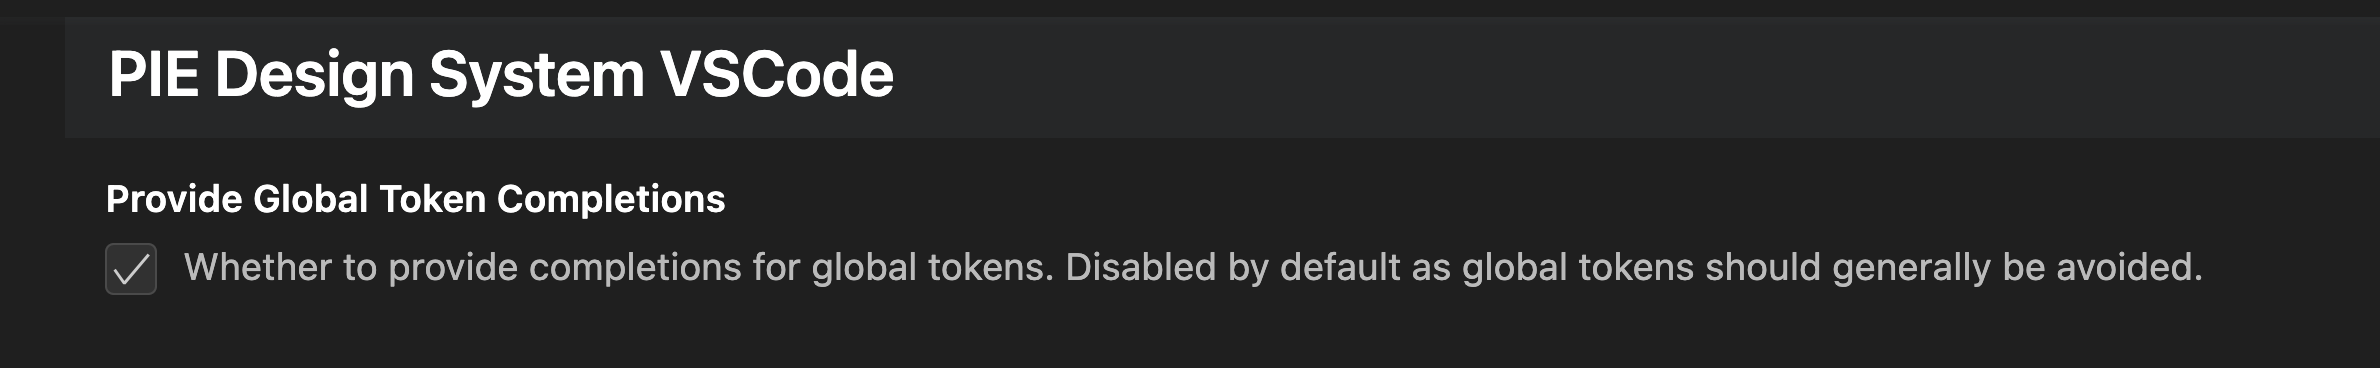 PIE Design System VSCode
Provide Global Token Completions
Whether to provide completions for global tokens. Disabled by default as global tokens should generally be avoided.